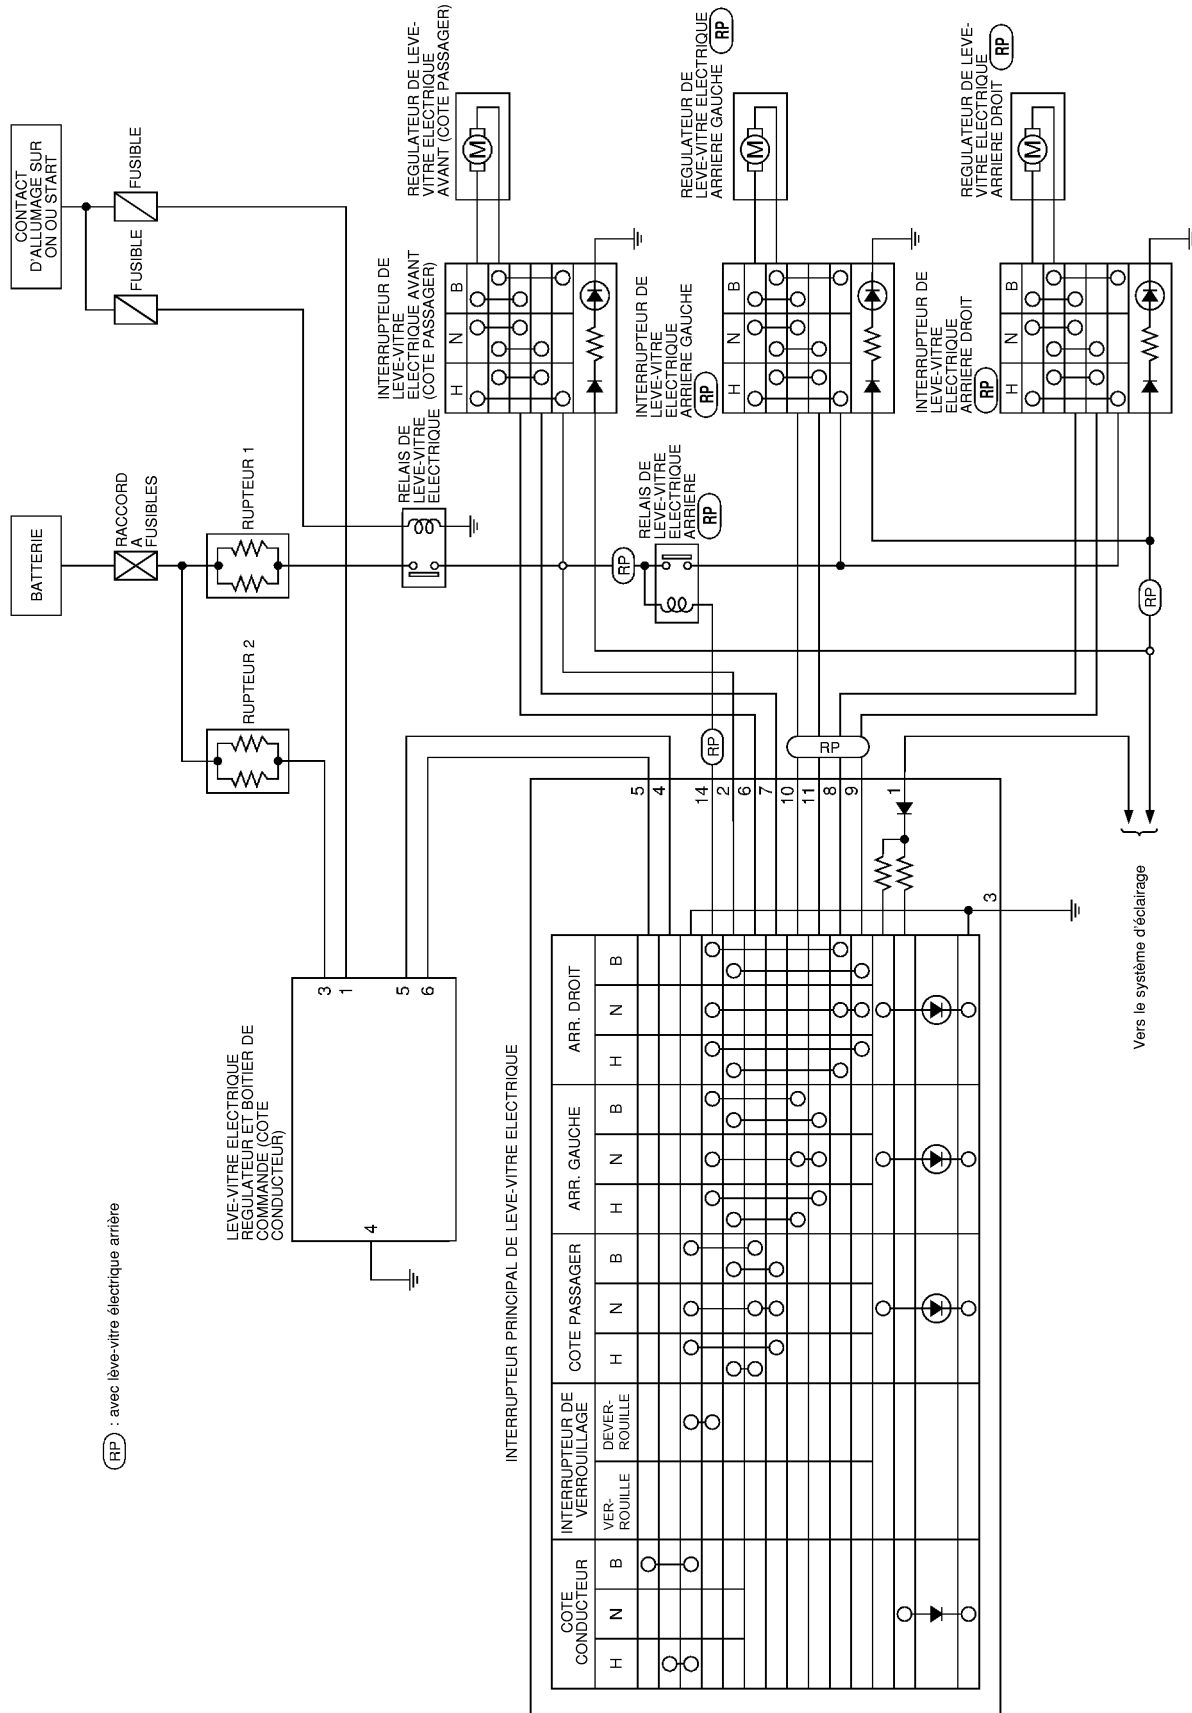 BATTERIE
CONTACT
D'ALLUMAGE SUR
ON OU START
RACCORD
A
FUSIBLES
FUSIBLE
FUSIBLE
RUPTEUR 2
RUPTEUR 1
RELAIS DE
LEVE-VITRE
ELECTRIQUE
REGULATEUR DE LEVE-
VITRE ELECTRIQUE
AVANT (COTE PASSAGER)
M
INTERRUPTEUR DE
LEVE-VITRE
ELECTRIQUE AVANT
(COTE PASSAGER)
H
N
B
RELAIS DE
LEVE-VITRE
ELECTRIQUE
ARRIERE
RP
RP
REGULATEUR DE
LEVE-VITRE ELECTRIQUE
ARRIERE GAUCHE
RP
M
INTERRUPTEUR DE
LEVE-VITRE
ELECTRIQUE
ARRIERE GAUCHE
RP
H
N
B
REGULATEUR DE LEVE-
VITRE ELECTRIQUE
ARRIERE DROIT
RP
M
INTERRUPTEUR DE
LEVE-VITRE
ELECTRIQUE
ARRIERE DROIT
RP
H
N
B
RP
RP
RP
RP : avec lève-vitre électrique arrière
LEVE-VITRE ELECTRIQUE
REGULATEUR ET BOITIER DE
COMMANDE (COTE
CONDUCTEUR)
3
1
5
6
4
INTERRUPTEUR PRINCIPAL DE LEVE-VITRE ELECTRIQUE
5
4
14
2
6
7
10
11
8
9
1
3
COTE
CONDUCTEUR
H
N
B
INTERRUPTEUR DE
VERROUILLAGE
VER-
ROUILLE
DEVER-
ROUILLE
COTE PASSAGER
H
N
B
ARR. GAUCHE
H
N
B
ARR. DROIT
H
N
B
Vers le système d'éclairage